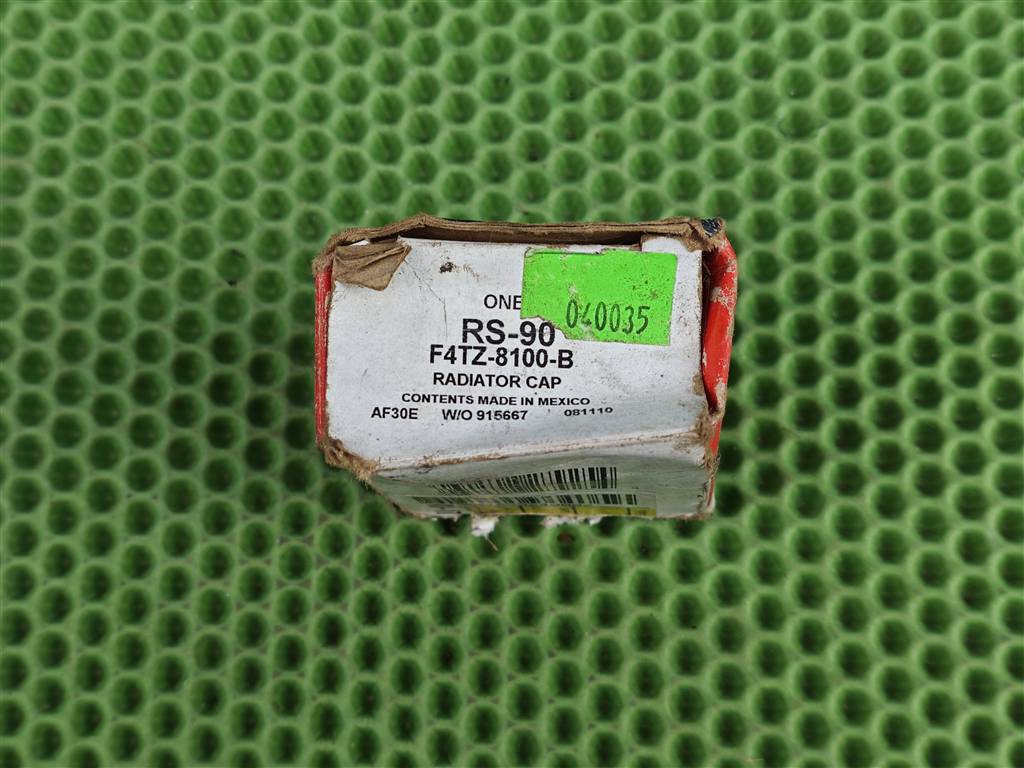 ONE
040035
RS-90
F4TZ-8100-B
RADIATOR CAP
CONTENTS MADE IN MEXICO
AF30E W/O 915667 081110